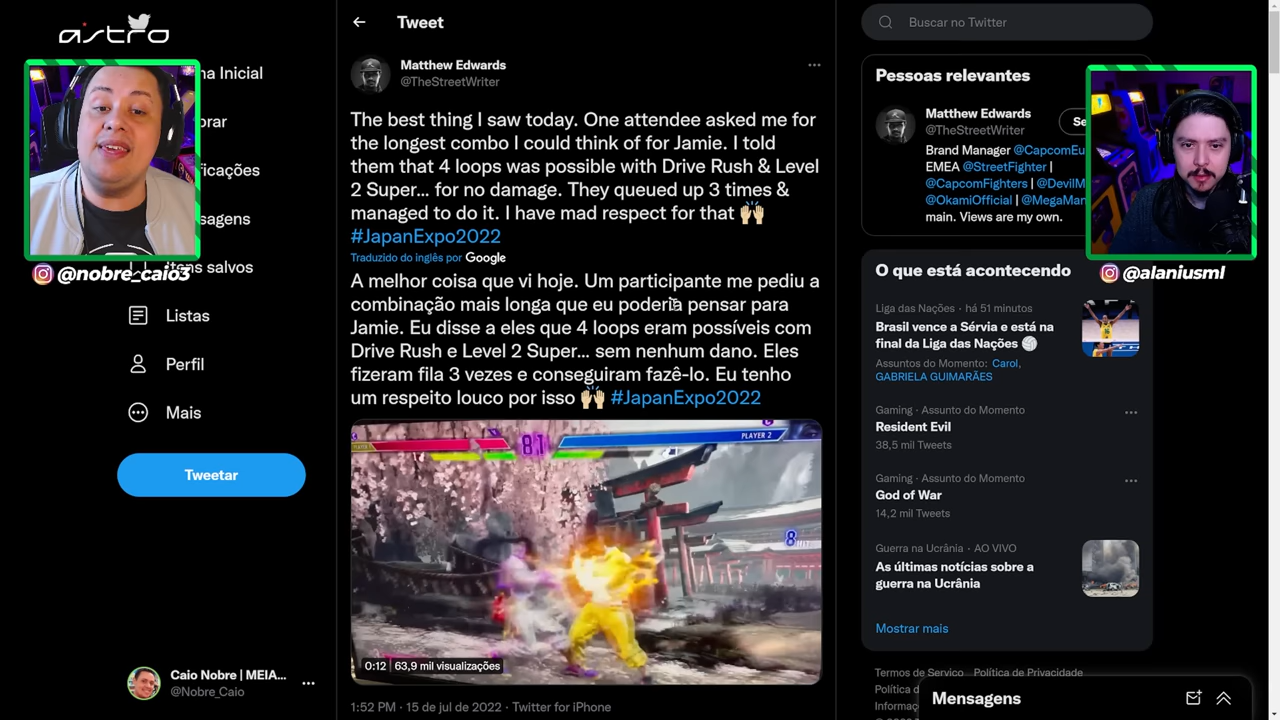 astro
na Inicial
orar
ficações
nsagens
Itens salvos
Listas
Perfil
Mais
Tweetar
Caio Nobre | MEIA...
@Nobre_Caio
@nobre_caio3
Tweet
Matthew Edwards
@TheStreetWriter
The best thing I saw today. One attendee asked me for
the longest combo I could think of for Jamie. I told
them that 4 loops was possible with Drive Rush & Level
2 Super... for no damage. They queued up 3 times &
managed to do it. I have mad respect for that 🙌🏻
#JapanExpo2022
Traduzido do inglês por Google
A melhor coisa que vi hoje. Um participante me pediu a
combinação mais longa que eu poderia pensar para
Jamie. Eu disse a eles que 4 loops eram possíveis com
Drive Rush e Level 2 Super... sem nenhum dano. Eles
fizeram fila 3 vezes e conseguiram fazê-lo. Eu tenho
um respeito louco por isso 🙌🏻 #JapanExpo2022
81
PLAYER 2
8
0:12 63,9 mil visualizações
1:52 PM · 15 de jul de 2022 · Twitter for iPhone
Buscar no Twitter
Pessoas relevantes
Matthew Edwards
@TheStreetWriter
Se
Brand Manager @CapcomEu
EMEA @StreetFighter |
@CapcomFighters | @DevilM
@OkamiOfficial | @MegaMan
main. Views are my own.
@alaniusml
O que está acontecendo
Liga das Nações · há 51 minutos
Brasil vence a Sérvia e está na
final da Liga das Nações 🏐
Assuntos do Momento: Carol,
GABRIELA GUIMARÃES
Gaming · Assunto do Momento
Resident Evil
38,5 mil Tweets
Gaming · Assunto do Momento
God of War
14,2 mil Tweets
Guerra na Ucrânia · AO VIVO
As últimas notícias sobre a
guerra na Ucrânia
Mostrar mais
Termos de Serviço Política de Privacidade
Política d
Informaç
Mensagens